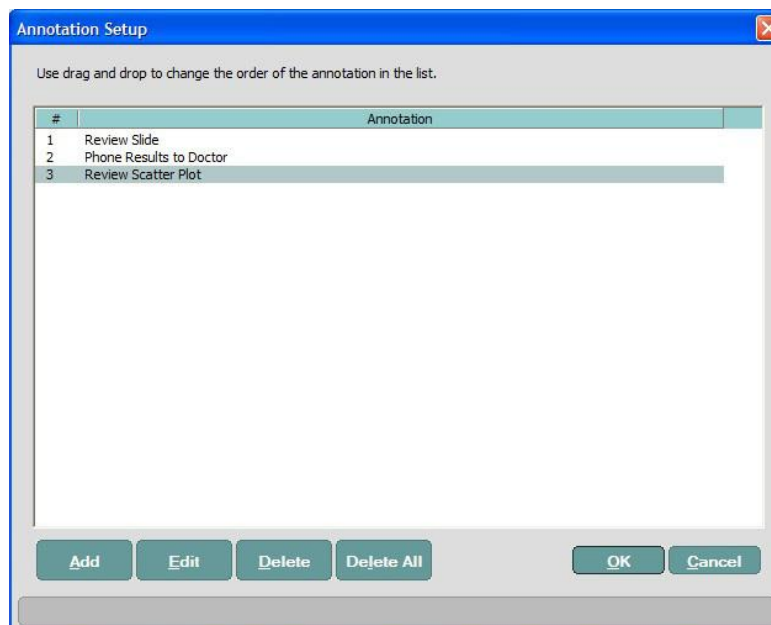 Annotation Setup
Use drag and drop to change the order of the annotation in the list.
# Annotation
1 Review Slide
2 Phone Results to Doctor
3 Review Scatter Plot
Add Edit Delete Delete All OK Cancel